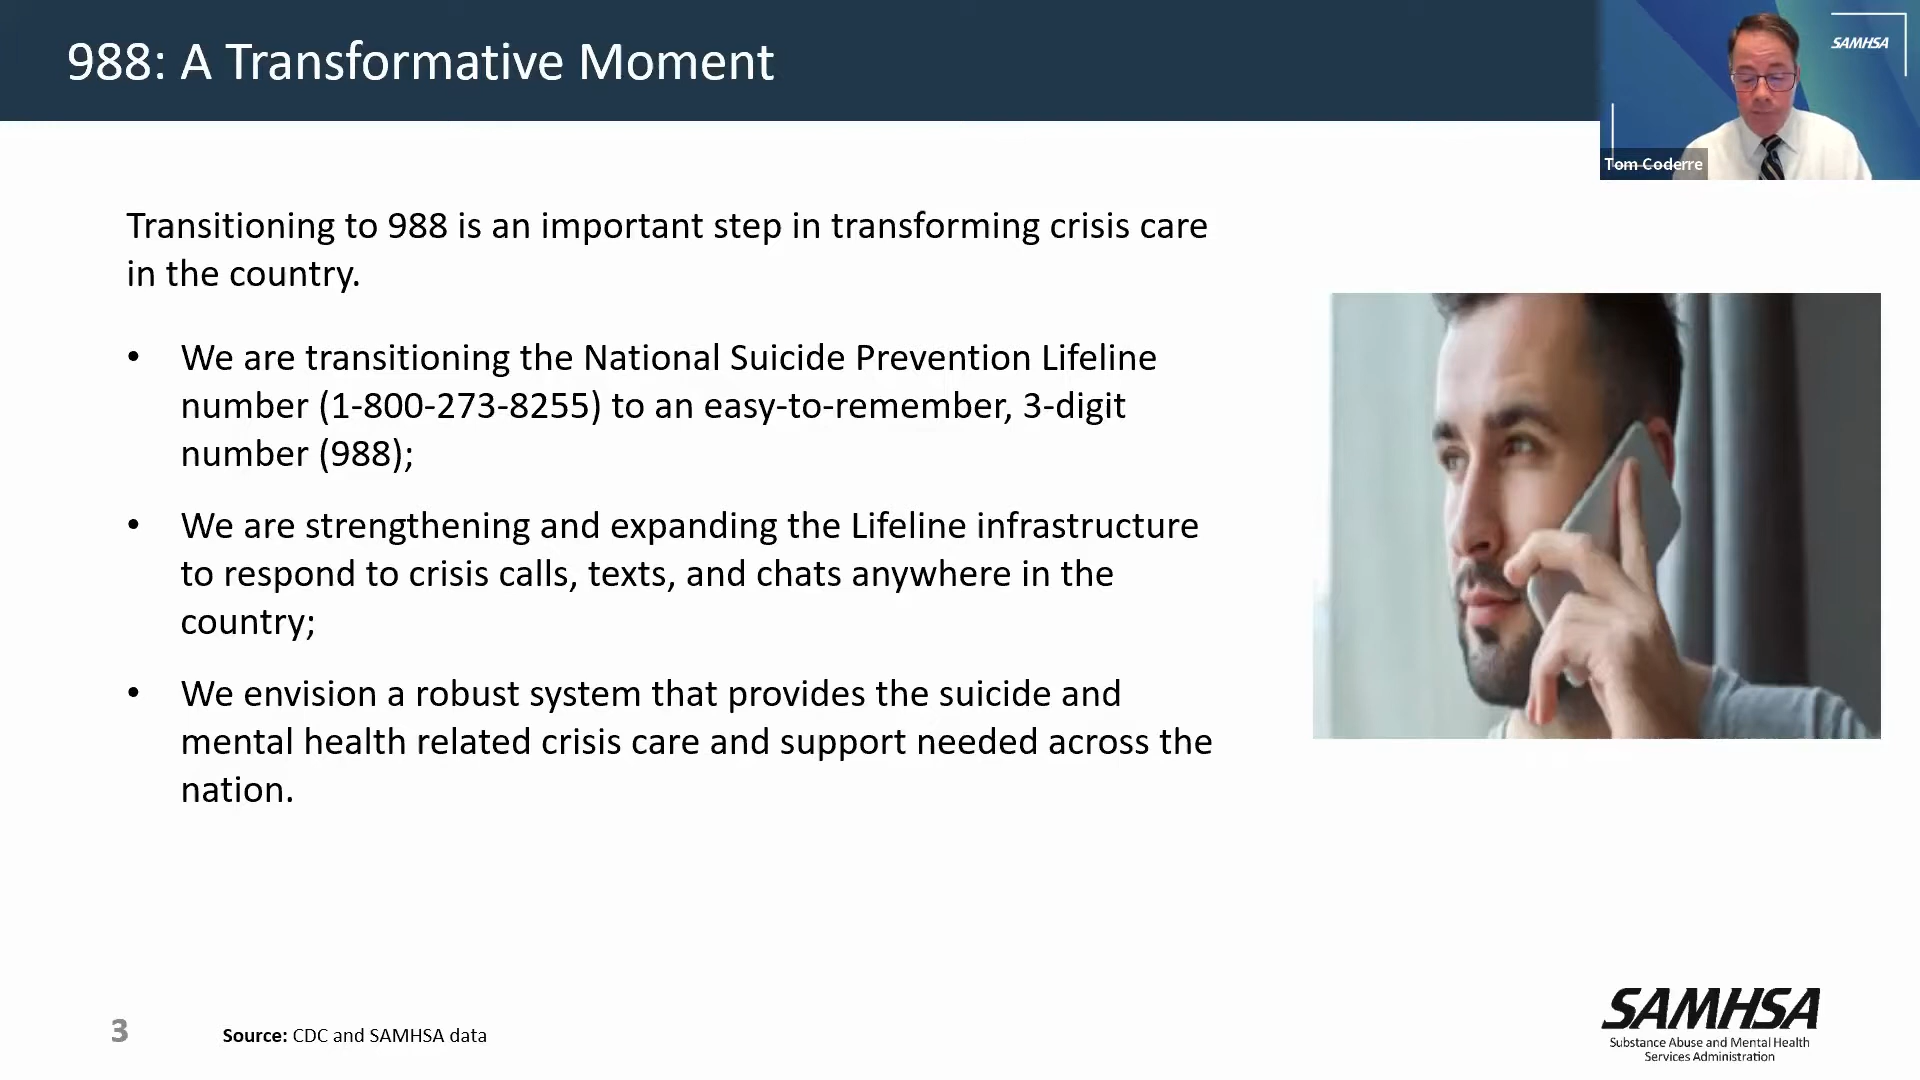 988: A Transformative Moment
SAMHSA
Tom Coderre
Transitioning to 988 is an important step in transforming crisis care
in the country.
• We are transitioning the National Suicide Prevention Lifeline
number (1-800-273-8255) to an easy-to-remember, 3-digit
number (988);
• We are strengthening and expanding the Lifeline infrastructure
to respond to crisis calls, texts, and chats anywhere in the
country;
• We envision a robust system that provides the suicide and
mental health related crisis care and support needed across the
nation.
3
Source: CDC and SAMHSA data
SAMHSA
Substance Abuse and Mental Health
Services Administration